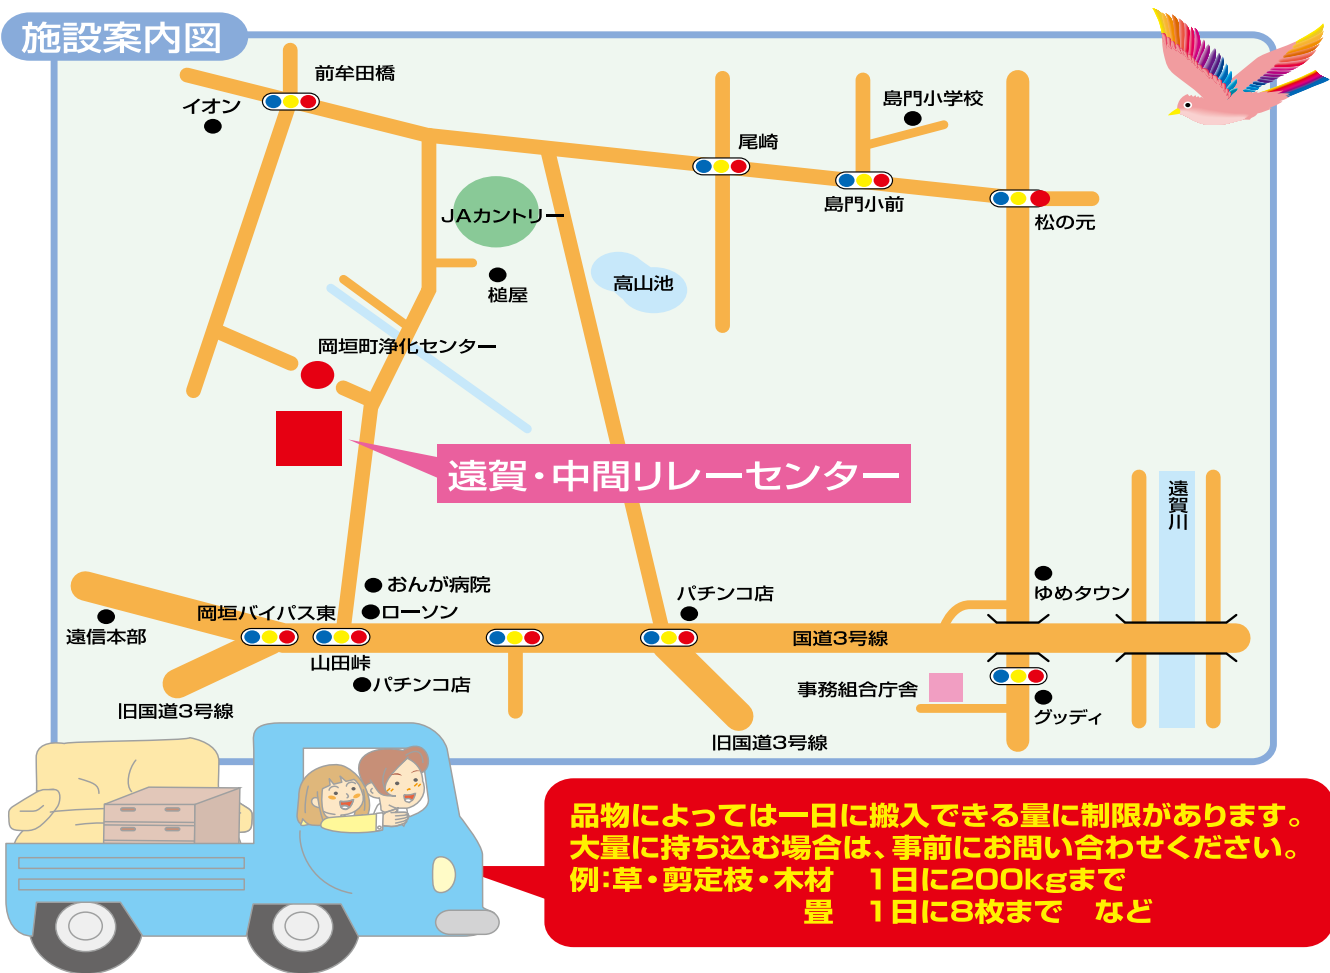 施設案内図
前牟田橋
イオン
島門小学校
尾崎
島門小前
松の元
JAカントリー
高山池
槌屋
岡垣町浄化センター
遠賀・中間リレーセンター
遠賀川
おんが病院
ローソン
岡垣バイパス東
遠信本部
パチンコ店
ゆめタウン
国道3号線
山田峠
パチンコ店
旧国道3号線
事務組合庁舎
グッディ
旧国道3号線
品物によっては一日に搬入できる量に制限があります。
大量に持ち込む場合は、事前にお問い合わせください。
例：草・剪定枝・木材　1日に200kgまで
畳　1日に8枚まで　など